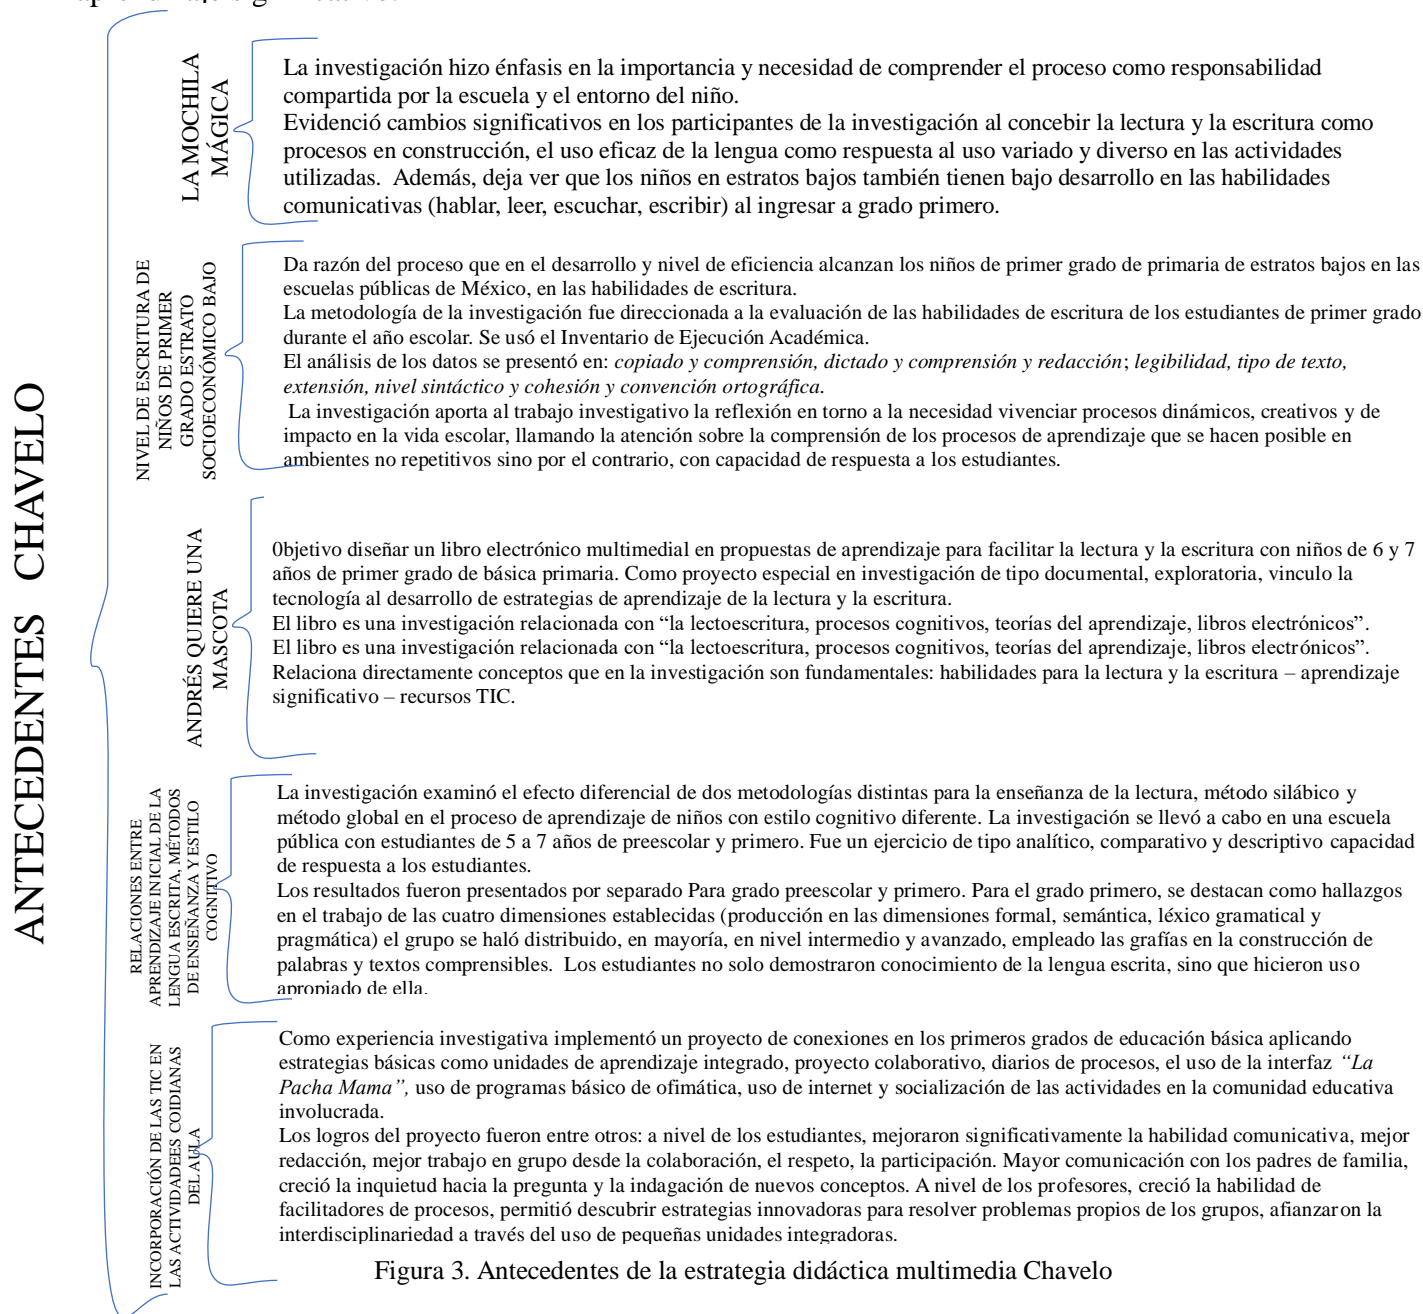 ANTECEDENTES CHAVELO
LA MOCHILA
MÁGICA
La investigación hizo énfasis en la importancia y necesidad de comprender el proceso como responsabilidad
compartida por la escuela y el entorno del niño.
Evidenció cambios significativos en los participantes de la investigación al concebir la lectura y la escritura como
procesos en construcción, el uso eficaz de la lengua como respuesta al uso variado y diverso en las actividades
utilizadas. Además, deja ver que los niños en estratos bajos también tienen bajo desarrollo en las habilidades
comunicativas (hablar, leer, escuchar, escribir) al ingresar a grado primero.
NIVEL DE ESCRITURA DE
NIÑOS DE PRIMER
GRADO ESTRATO
SOCIOECONÓMICO BAJO
Da razón del proceso que en el desarrollo y nivel de eficiencia alcanzan los niños de primer grado de primaria de estratos bajos en las
escuelas públicas de México, en las habilidades de escritura.
La metodología de la investigación fue direccionada a la evaluación de las habilidades de escritura de los estudiantes de primer grado
durante el año escolar. Se usó el Inventario de Ejecución Académica.
El análisis de los datos se presentó en: copiado y comprensión, dictado y comprensión y redacción; legibilidad, tipo de texto,
extensión, nivel sintáctico y cohesión y convención ortográfica.
La investigación aporta al trabajo investigativo la reflexión en torno a la necesidad vivenciar procesos dinámicos, creativos y de
impacto en la vida escolar, llamando la atención sobre la comprensión de los procesos de aprendizaje que se hacen posible en
ambientes no repetitivos sino por el contrario, con capacidad de respuesta a los estudiantes.
ANDRÉS QUIERE UNA
MASCOTA
0bjetivo diseñar un libro electrónico multimedial en propuestas de aprendizaje para facilitar la lectura y la escritura con niños de 6 y 7
años de primer grado de básica primaria. Como proyecto especial en investigación de tipo documental, exploratoria, vinculo la
tecnología al desarrollo de estrategias de aprendizaje de la lectura y la escritura.
El libro es una investigación relacionada con “la lectoescritura, procesos cognitivos, teorías del aprendizaje, libros electrónicos”.
El libro es una investigación relacionada con “la lectoescritura, procesos cognitivos, teorías del aprendizaje, libros electrónicos”.
Relaciona directamente conceptos que en la investigación son fundamentales: habilidades para la lectura y la escritura – aprendizaje
significativo – recursos TIC.
RELACIONES ENTRE
APRENDIZAJE INICIAL DE LA
LENGUA ESCRITA, MÉTODOS
DE ENSEÑANZA Y ESTILO
COGNITIVO
La investigación examinó el efecto diferencial de dos metodologías distintas para la enseñanza de la lectura, método silábico y
método global en el proceso de aprendizaje de niños con estilo cognitivo diferente. La investigación se llevó a cabo en una escuela
pública con estudiantes de 5 a 7 años de preescolar y primero. Fue un ejercicio de tipo analítico, comparativo y descriptivo capacidad
de respuesta a los estudiantes.
Los resultados fueron presentados por separado Para grado preescolar y primero. Para el grado primero, se destacan como hallazgos
en el trabajo de las cuatro dimensiones establecidas (producción en las dimensiones formal, semántica, léxico gramatical y
pragmática) el grupo se haló distribuido, en mayoría, en nivel intermedio y avanzado, empleado las grafías en la construcción de
palabras y textos comprensibles. Los estudiantes no solo demostraron conocimiento de la lengua escrita, sino que hicieron uso
apropiado de ella.
INCORPORACIÓN DE LAS TIC EN
LAS ACTIVIDADEES COIDIANAS
DEL AULA
Como experiencia investigativa implementó un proyecto de conexiones en los primeros grados de educación básica aplicando
estrategias básicas como unidades de aprendizaje integrado, proyecto colaborativo, diarios de procesos, el uso de la interfaz “La
Pacha Mama”, uso de programas básico de ofimática, uso de internet y socialización de las actividades en la comunidad educativa
involucrada.
Los logros del proyecto fueron entre otros: a nivel de los estudiantes, mejoraron significativamente la habilidad comunicativa, mejor
redacción, mejor trabajo en grupo desde la colaboración, el respeto, la participación. Mayor comunicación con los padres de familia,
creció la inquietud hacia la pregunta y la indagación de nuevos conceptos. A nivel de los profesores, creció la habilidad de
facilitadores de procesos, permitió descubrir estrategias innovadoras para resolver problemas propios de los grupos, afianzaron la
interdisciplinariedad a través del uso de pequeñas unidades integradoras.
Figura 3. Antecedentes de la estrategia didáctica multimedia Chavelo